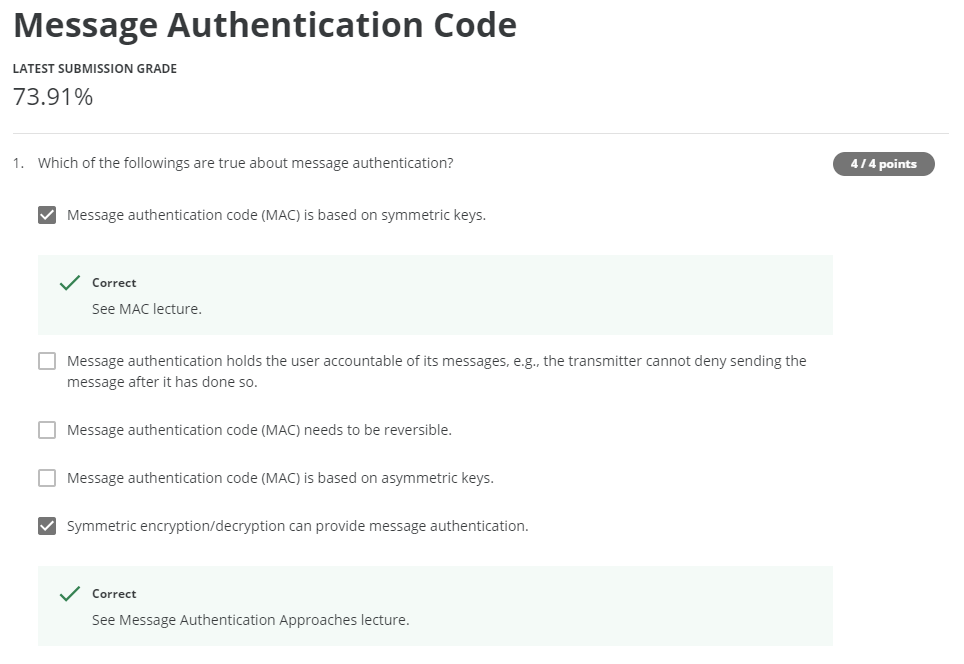 Message Authentication Code
LATEST SUBMISSION GRADE
73.91%
1. Which of the followings are true about message authentication?
4 / 4 points
Message authentication code (MAC) is based on symmetric keys.
Correct
See MAC lecture.
Message authentication holds the user accountable of its messages, e.g., the transmitter cannot deny sending the
message after it has done so.
Message authentication code (MAC) needs to be reversible.
Message authentication code (MAC) is based on asymmetric keys.
Symmetric encryption/decryption can provide message authentication.
Correct
See Message Authentication Approaches lecture.